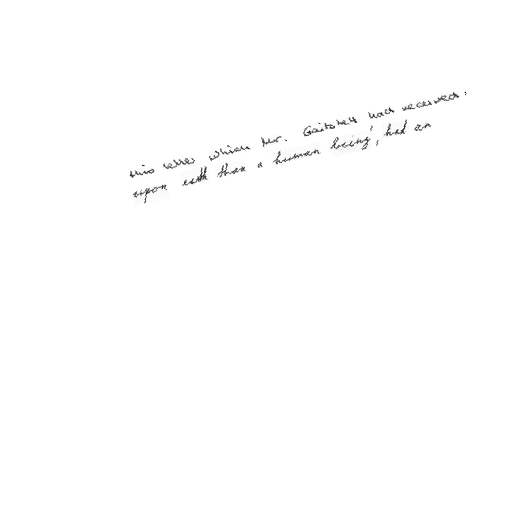 this letter which Mr. Gaitskell had received,
upon earth than a human being, had an